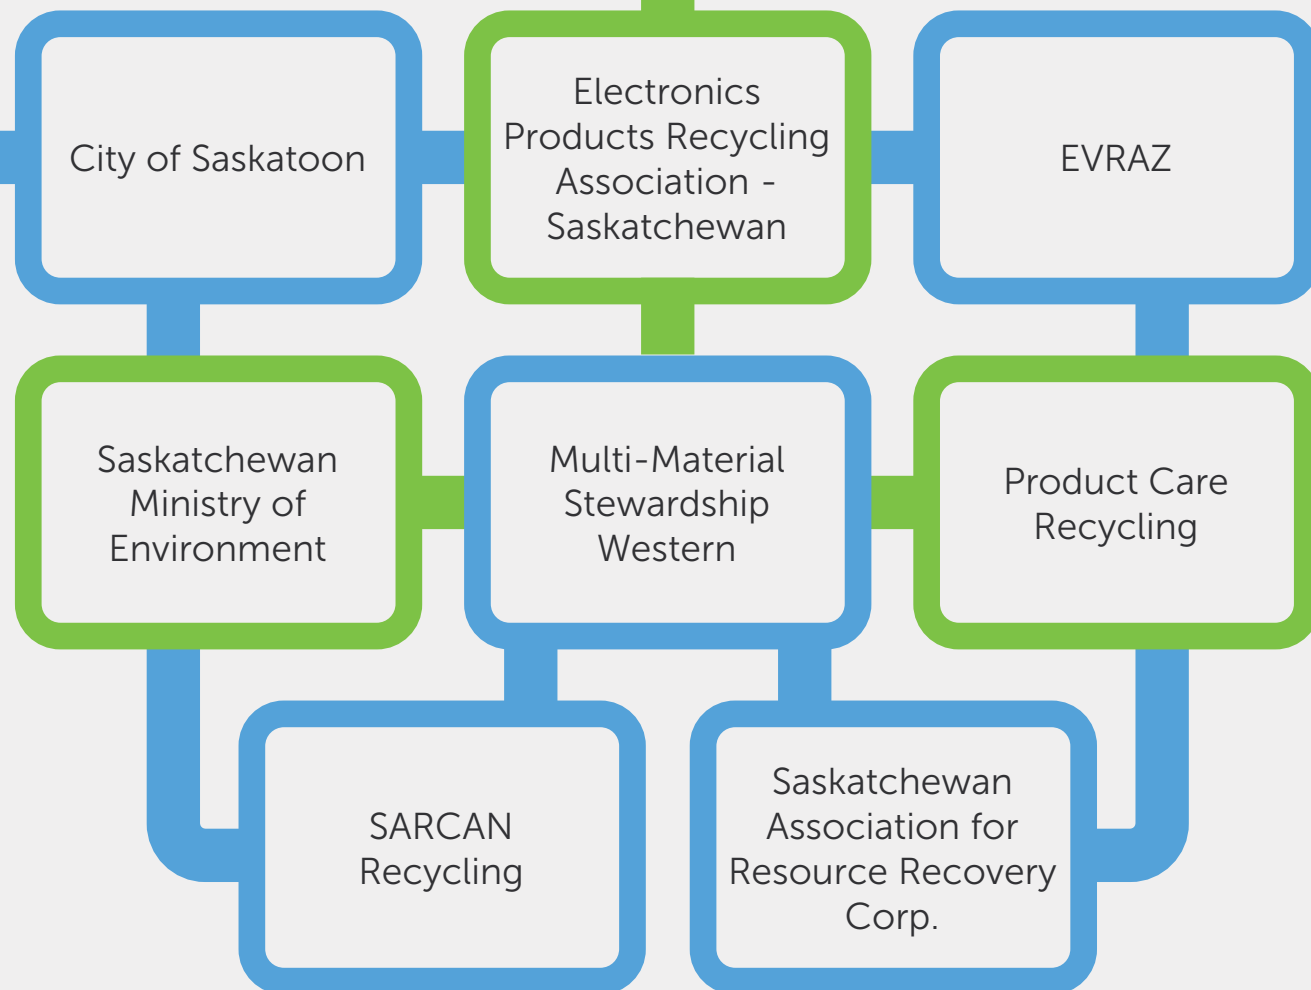 City of Saskatoon
Electronics
Products Recycling
Association -
Saskatchewan
EVRAZ
Saskatchewan
Ministry of
Environment
Multi-Material
Stewardship
Western
Product Care
Recycling
SARCAN
Recycling
Saskatchewan
Association for
Resource Recovery
Corp.